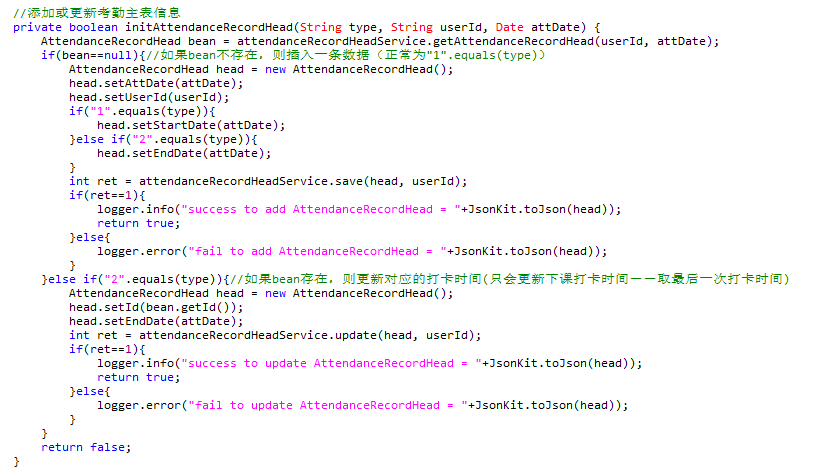 //添加或更新考勤主表信息
private boolean initAttendanceRecordHead(String type, String userId, Date attDate) {
    AttendanceRecordHead bean = attendanceRecordHeadService.getAttendanceRecordHead(userId, attDate);
    if(bean==null){//如果bean不存在，则插入一条数据（正常为"1".equals(type)）
        AttendanceRecordHead head = new AttendanceRecordHead();
        head.setAttDate(attDate);
        head.setUserId(userId);
        if("1".equals(type)){
            head.setStartDate(attDate);
        }else if("2".equals(type)){
            head.setEndDate(attDate);
        }
        int ret = attendanceRecordHeadService.save(head, userId);
        if(ret==1){
            logger.info("success to add AttendanceRecordHead = "+JsonKit.toJson(head));
            return true;
        }else{
            logger.error("fail to add AttendanceRecordHead = "+JsonKit.toJson(head));
        }
    }else if("2".equals(type)){//如果bean存在，则更新对应的打卡时间(只会更新下课打卡时间——取最后一次打卡时间)
        AttendanceRecordHead head = new AttendanceRecordHead();
        head.setId(bean.getId());
        head.setEndDate(attDate);
        int ret = attendanceRecordHeadService.update(head, userId);
        if(ret==1){
            logger.info("success to update AttendanceRecordHead = "+JsonKit.toJson(head));
            return true;
        }else{
            logger.error("fail to update AttendanceRecordHead = "+JsonKit.toJson(head));
        }
    }
    return false;
}